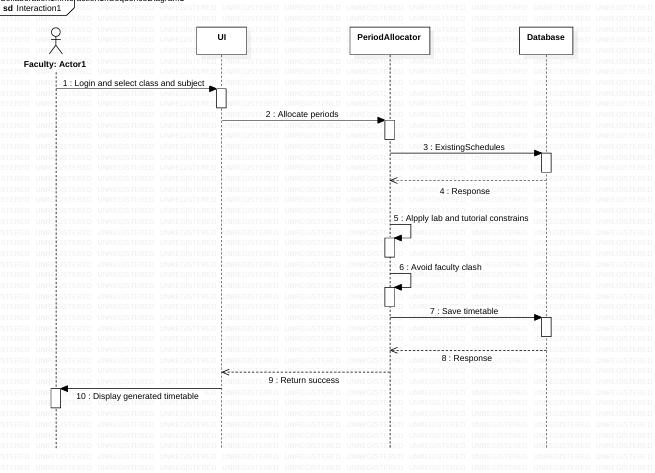 sd Interaction1
UI
PeriodAllocator
Database
Faculty: Actor1
1 : Login and select class and subject
2 : Allocate periods
3 : ExistingSchedules
4 : Response
5 : Alpply lab and tutorial constrains
6 : Avoid faculty clash
7 : Save timetable
8 : Response
9 : Return success
10 : Display generated timetable
UNREGISTERED